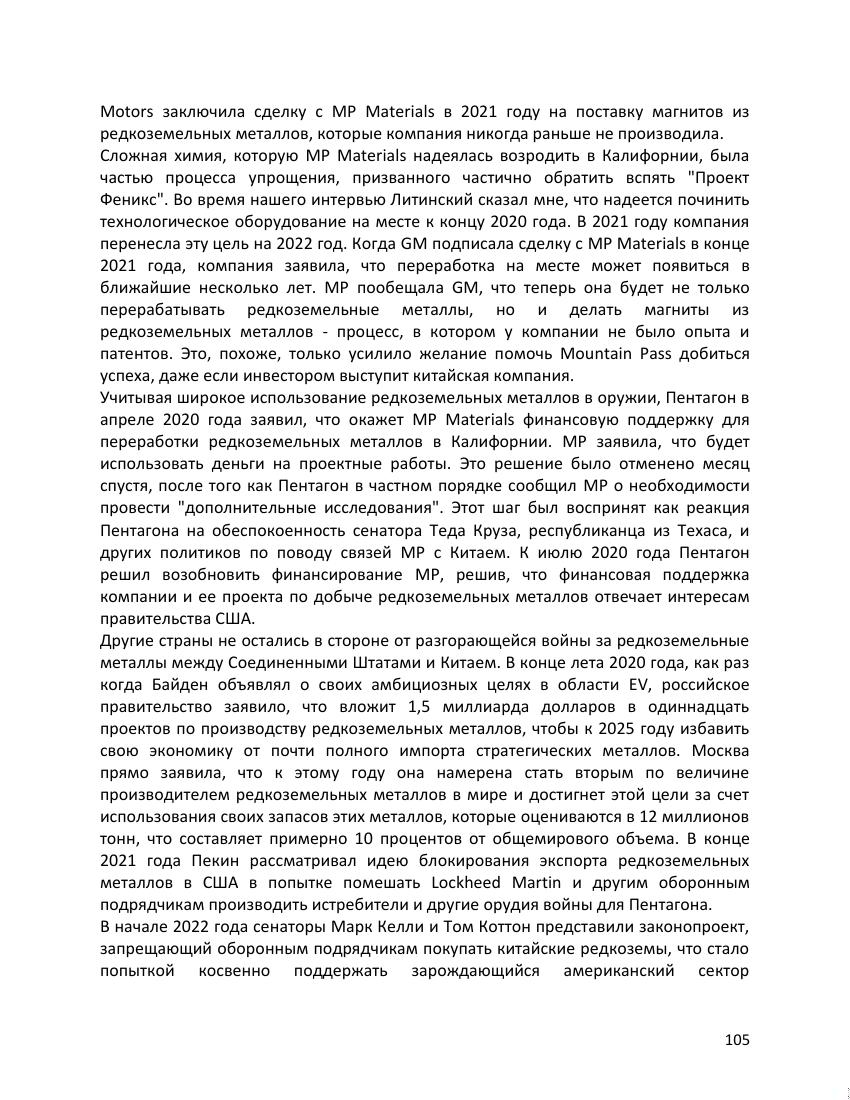 Motors заключила сделку с MP Materials в 2021 году на поставку магнитов из
редкоземельных металлов, которые компания никогда раньше не производила.
Сложная химия, которую MP Materials надеялась возродить в Калифорнии, была
частью процесса упрощения, призванного частично обратить вспять "Проект
Феникс". Во время нашего интервью Литинский сказал мне, что надеется починить
технологическое оборудование на месте к концу 2020 года. В 2021 году компания
перенесла эту цель на 2022 год. Когда GM подписала сделку с MP Materials в конце
2021 года, компания заявила, что переработка на месте может появиться в
ближайшие несколько лет. MP пообещала GM, что теперь она будет не только
перерабатывать редкоземельные металлы, но и делать магниты из
редкоземельных металлов - процесс, в котором у компании не было опыта и
патентов. Это, похоже, только усилило желание помочь Mountain Pass добиться
успеха, даже если инвестором выступит китайская компания.
Учитывая широкое использование редкоземельных металлов в оружии, Пентагон в
апреле 2020 года заявил, что окажет MP Materials финансовую поддержку для
переработки редкоземельных металлов в Калифорнии. MP заявила, что будет
использовать деньги на проектные работы. Это решение было отменено месяц
спустя, после того как Пентагон в частном порядке сообщил MP о необходимости
провести "дополнительные исследования". Этот шаг был воспринят как реакция
Пентагона на обеспокоенность сенатора Теда Круза, республиканца из Техаса, и
других политиков по поводу связей MP с Китаем. К июлю 2020 года Пентагон
решил возобновить финансирование MP, решив, что финансовая поддержка
компании и ее проекта по добыче редкоземельных металлов отвечает интересам
правительства США.
Другие страны не остались в стороне от разгорающейся войны за редкоземельные
металлы между Соединенными Штатами и Китаем. В конце лета 2020 года, как раз
когда Байден объявлял о своих амбициозных целях в области EV, российское
правительство заявило, что вложит 1,5 миллиарда долларов в одиннадцать
проектов по производству редкоземельных металлов, чтобы к 2025 году избавить
свою экономику от почти полного импорта стратегических металлов. Москва
прямо заявила, что к этому году она намерена стать вторым по величине
производителем редкоземельных металлов в мире и достигнет этой цели за счет
использования своих запасов этих металлов, которые оцениваются в 12 миллионов
тонн, что составляет примерно 10 процентов от общемирового объема. В конце
2021 года Пекин рассматривал идею блокирования экспорта редкоземельных
металлов в США в попытке помешать Lockheed Martin и другим оборонным
подрядчикам производить истребители и другие орудия войны для Пентагона.
В начале 2022 года сенаторы Марк Келли и Том Коттон представили законопроект,
запрещающий оборонным подрядчикам покупать китайские редкоземы, что стало
попыткой косвенно поддержать зарождающийся американский сектор
105